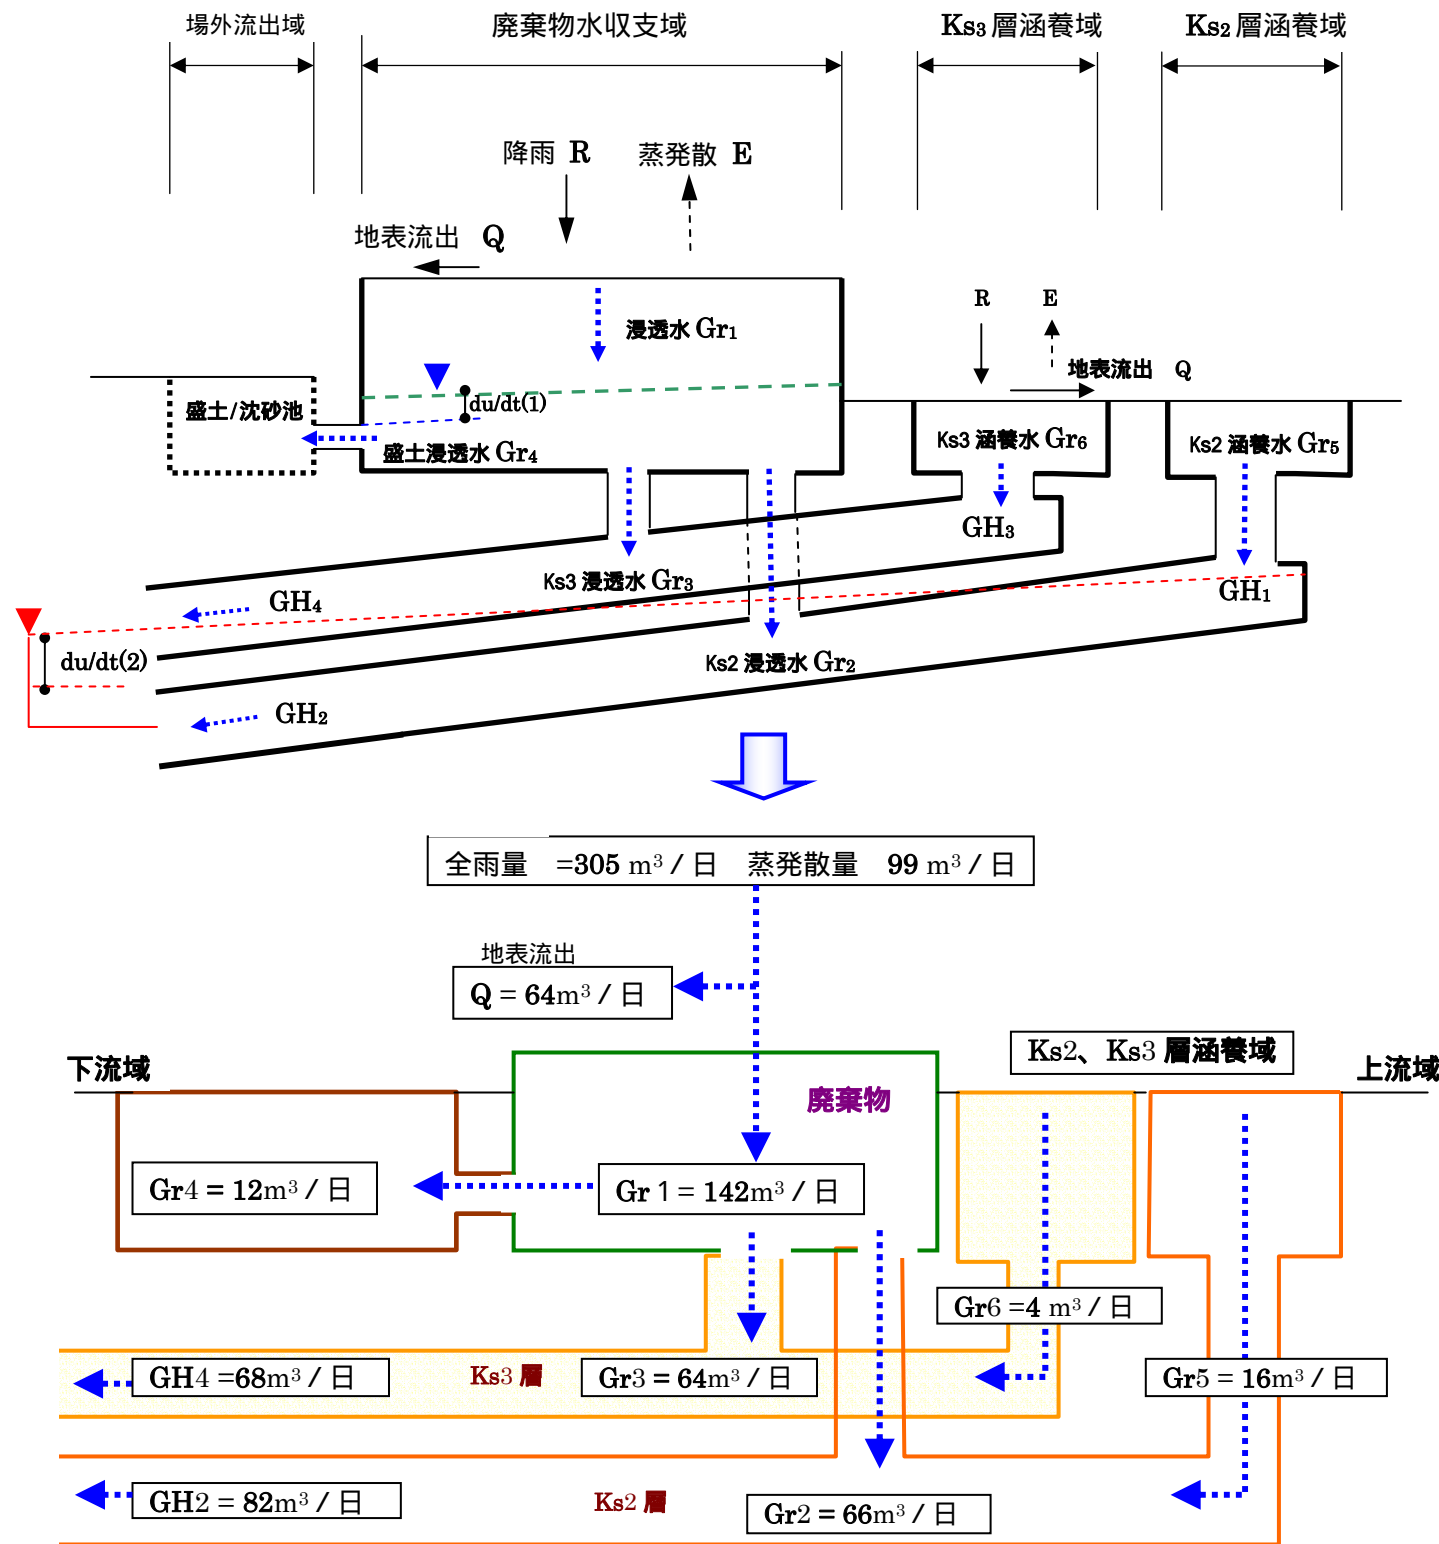 場外流出域 廃棄物水収支域 Ks3 層涵養域 Ks2 層涵養域
降雨 R 蒸発散 E
地表流出 Q
浸透水 Gr1
R E
地表流出 Q
盛土/沈砂池
du/dt(1)
盛土浸透水 Gr4
Ks3 涵養水 Gr6
Ks2 涵養水 Gr5
GH3
Ks3 浸透水 Gr3
GH1
GH4
du/dt(2)
Ks2 浸透水 Gr2
GH2
全雨量 =305 m³ / 日 蒸発散量 99 m³ / 日
地表流出
Q = 64m³ / 日
Ks2、Ks3 層涵養域
下流域
上流域
廃棄物
Gr4 = 12m³ / 日
Gr 1 = 142m³ / 日
Gr6 =4 m³ / 日
GH4 =68m³ / 日
Ks3 層
Gr3 = 64m³ / 日
Gr5 = 16m³ / 日
GH2 = 82m³ / 日
Ks2 層
Gr2 = 66m³ / 日